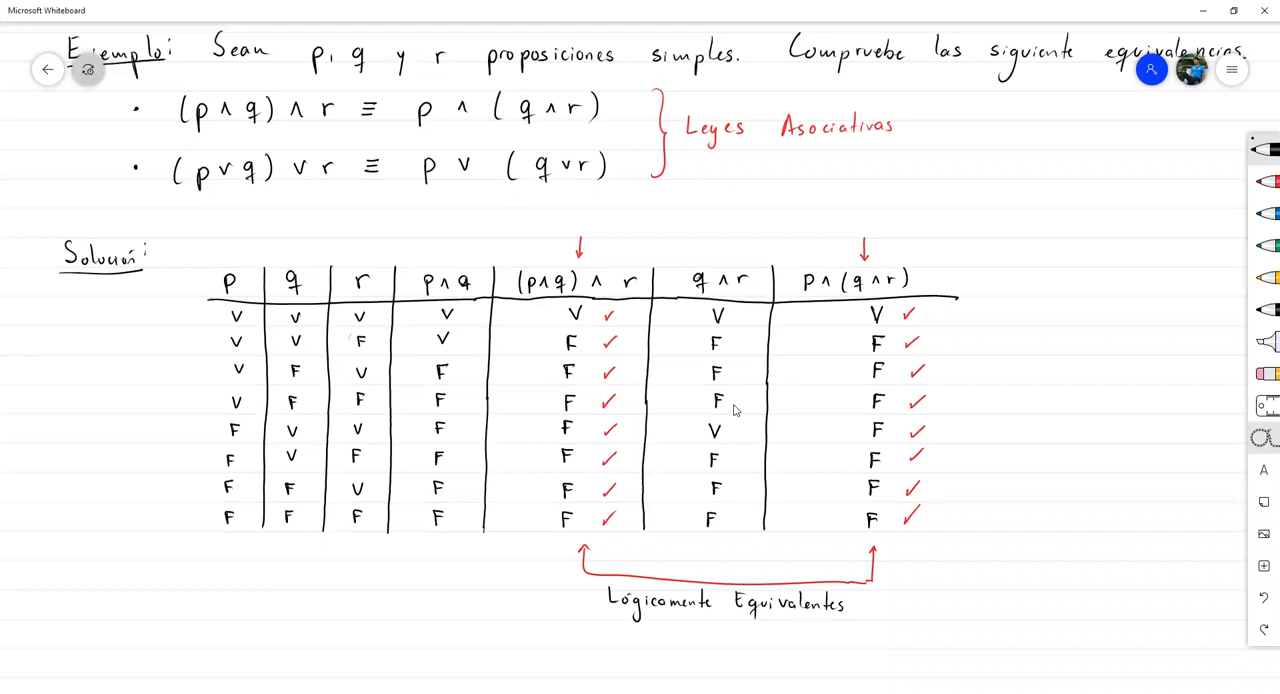 Microsoft Whiteboard
Ejemplo: Sean p, q y r proposiciones simples. Compruebe las siguiente equivalencias.
• (p ∧ q) ∧ r ≡ p ∧ (q ∧ r)
Leyes Asociativas
• (p ∨ q) ∨ r ≡ p ∨ (q ∨ r)
Solución:
p q r p ∧ q (p ∧ q) ∧ r q ∧ r p ∧ (q ∧ r)
V V V V V ✓ V V ✓
V V F V F ✓ F F ✓
V F V F F ✓ F F ✓
V F F F F ✓ F F ✓
F V V F F ✓ V F ✓
F V F F F ✓ F F ✓
F F V F F ✓ F F ✓
F F F F F ✓ F F ✓
Lógicamente Equivalentes